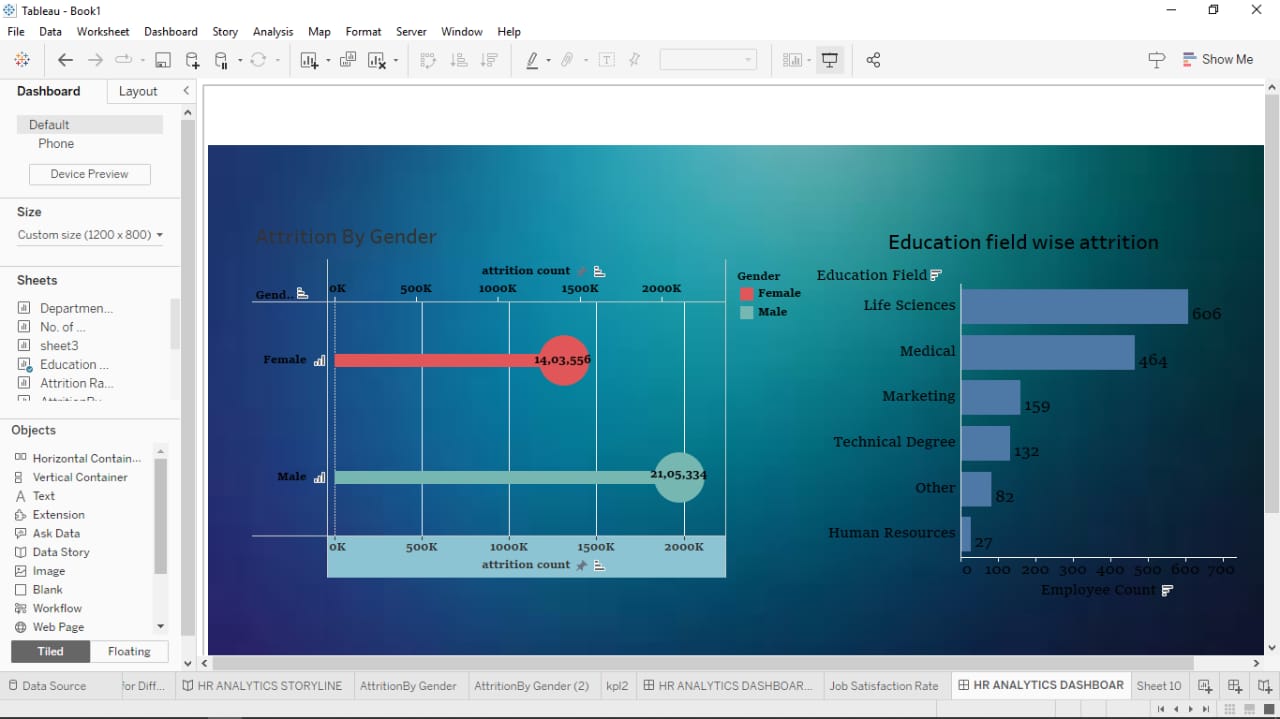 Tableau - Book1
File Data Worksheet Dashboard Story Analysis Map Format Server Window Help
Show Me
Dashboard Layout
Default
Phone
Device Preview
Size
Custom size (1200 x 800)
Sheets
Departmen...
No. of ...
sheet3
Education ...
Attrition Ra...
Objects
Horizontal Contain...
Vertical Container
Text
Extension
Ask Data
Data Story
Image
Blank
Workflow
Web Page
Tiled Floating
Attrition By Gender
attrition count
Gend..
0K 500K 1000K 1500K 2000K
Female 14,03,556
Male 21,05,334
0K 500K 1000K 1500K 2000K
attrition count
Gender
Female
Male
Education field wise attrition
Education Field
Life Sciences 606
Medical 464
Marketing 159
Technical Degree 132
Other 82
Human Resources 27
0 100 200 300 400 500 600 700
Employee Count
Data Source for Diff... HR ANALYTICS STORYLINE AttritionBy Gender AttritionBy Gender (2) kpI2 HR ANALYTICS DASHBOAR... Job Satisfaction Rate HR ANALYTICS DASHBOAR Sheet 10